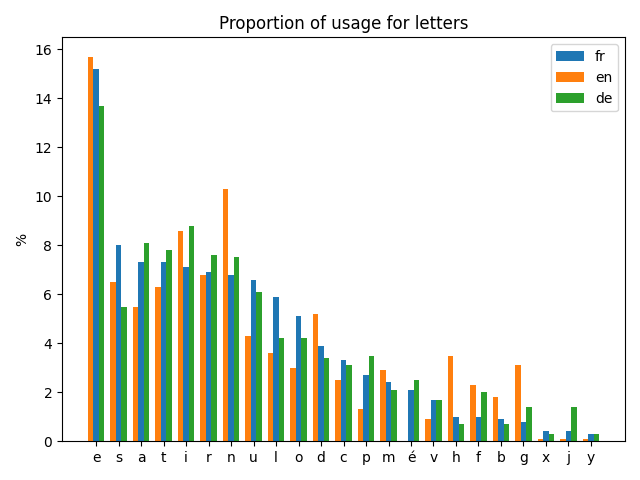 Proportion of usage for letters
fr
en
de
16
14
12
10
8
6
4
2
0
%
e s a t i r n u l o d c p m é v h f b g x j y